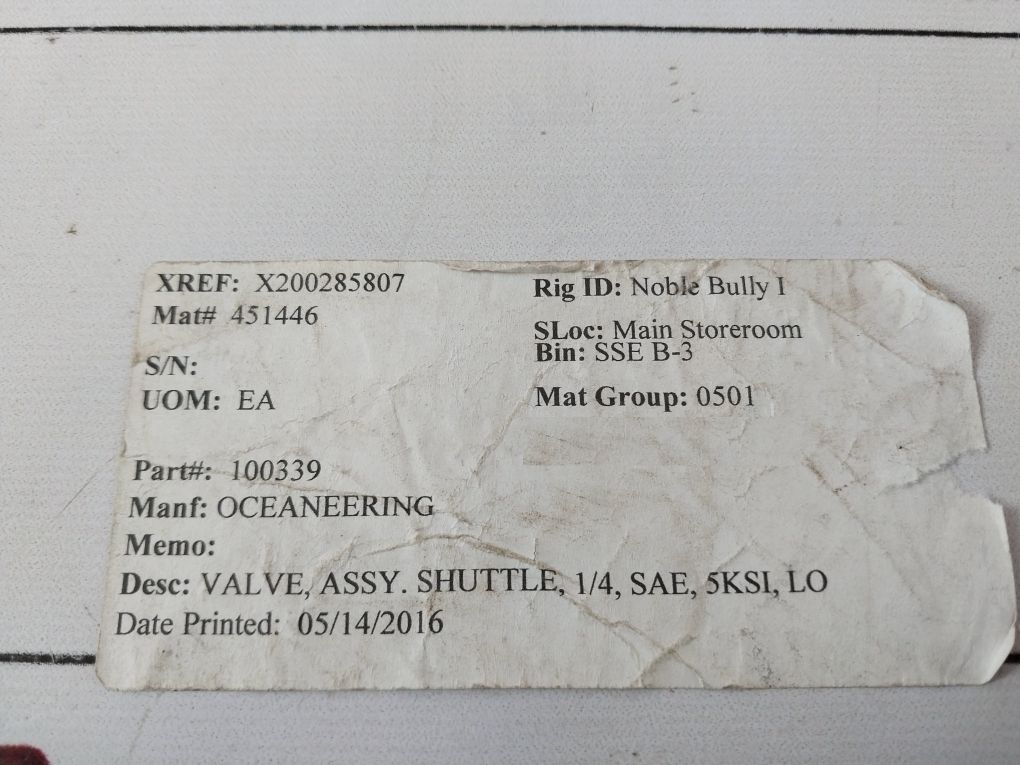 XREF: X200285807
Mat# 451446
S/N:
UOM: EA
Rig ID: Noble Bully I
SLoc: Main Storeroom
Bin: SSE B-3
Mat Group: 0501
Part#: 100339
Manf: OCEANEERING
Memo:
Desc: VALVE, ASSY. SHUTTLE, 1/4, SAE, 5KSI, LO
Date Printed: 05/14/2016